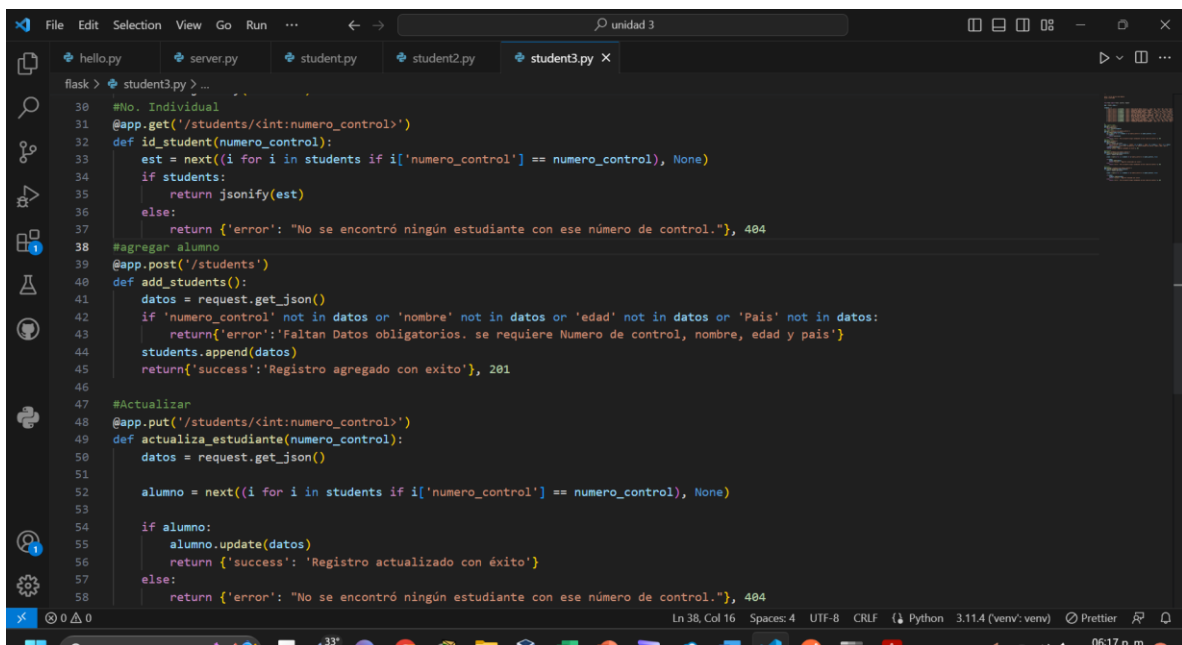 File Edit Selection View Go Run ··· ← → unidad 3
hello.py server.py student.py student2.py student3.py ×
flask > student3.py > ...
30 #No. Individual
31 @app.get('/students/<int:numero_control>')
32 def id_student(numero_control):
33 est = next((i for i in students if i['numero_control'] == numero_control), None)
34 if students:
35 return jsonify(est)
36 else:
37 return {'error': "No se encontró ningún estudiante con ese número de control."}, 404
38 #agregar alumno
39 @app.post('/students')
40 def add_students():
41 datos = request.get_json()
42 if 'numero_control' not in datos or 'nombre' not in datos or 'edad' not in datos or 'Pais' not in datos:
43 return{'error':'Faltan Datos obligatorios. se requiere Numero de control, nombre, edad y pais'}
44 students.append(datos)
45 return{'success':'Registro agregado con exito'}, 201
46
47 #Actualizar
48 @app.put('/students/<int:numero_control>')
49 def actualiza_estudiante(numero_control):
50 datos = request.get_json()
51
52 alumno = next((i for i in students if i['numero_control'] == numero_control), None)
53
54 if alumno:
55 alumno.update(datos)
56 return {'success': 'Registro actualizado con éxito'}
57 else:
58 return {'error': "No se encontró ningún estudiante con ese número de control."}, 404
0 0 Ln 38, Col 16 Spaces: 4 UTF-8 CRLF Python 3.11.4 ('venv': venv) Prettier
33° 06:17 p. m.